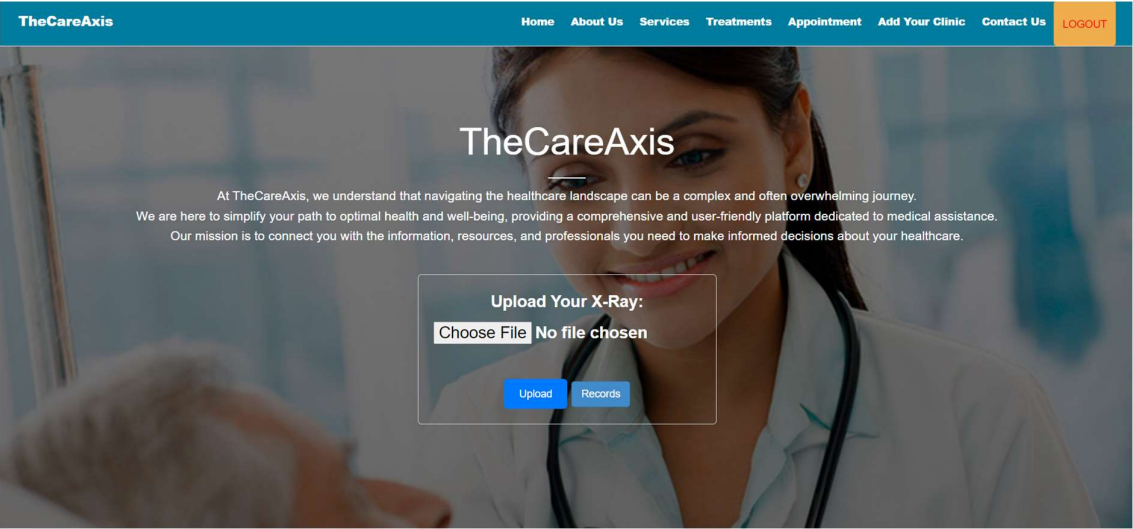 TheCareAxis
Home About Us Services Treatments Appointment Add Your Clinic Contact Us LOGOUT
TheCareAxis
At TheCareAxis, we understand that navigating the healthcare landscape can be a complex and often overwhelming journey.
We are here to simplify your path to optimal health and well-being, providing a comprehensive and user-friendly platform dedicated to medical assistance.
Our mission is to connect you with the information, resources, and professionals you need to make informed decisions about your healthcare.
Upload Your X-Ray:
Choose File No file chosen
Upload Records